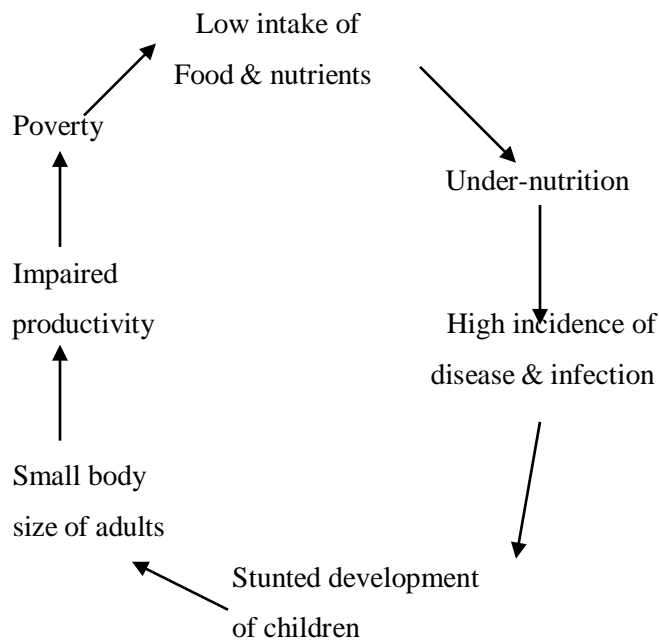 Low intake of
Food & nutrients
Poverty
Under-nutrition
Impaired
productivity
High incidence of
disease & infection
Small body
size of adults
Stunted development
of children